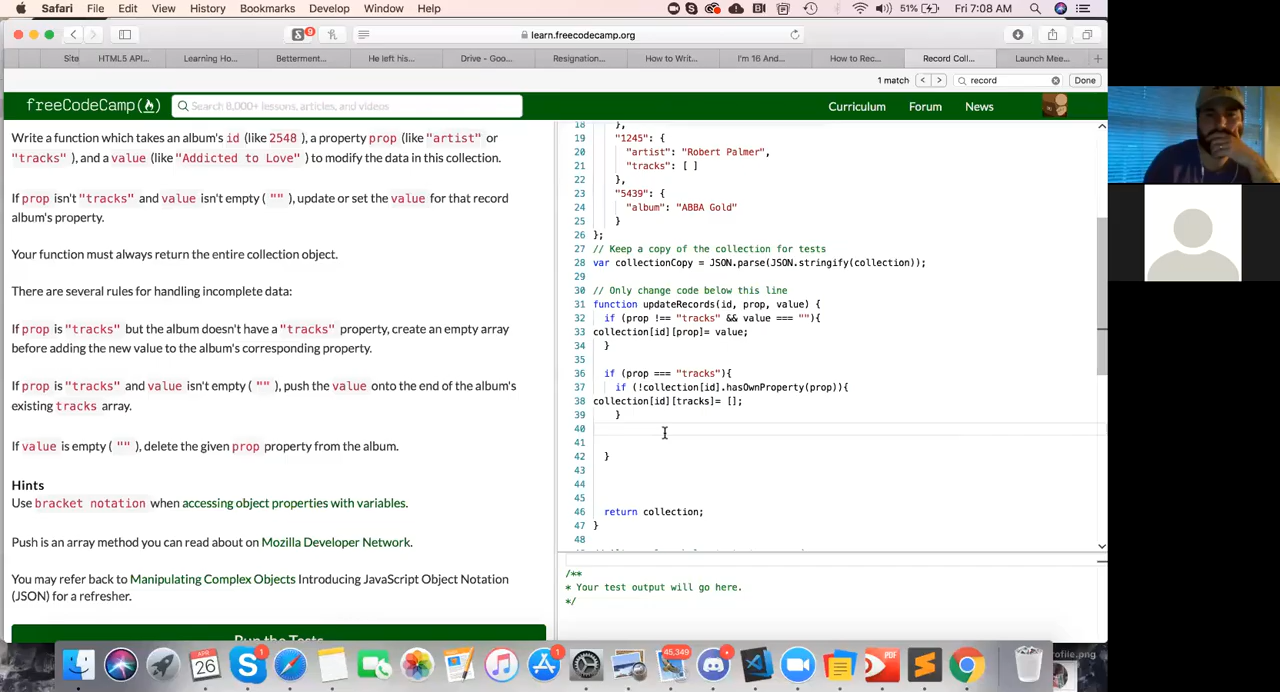 Safari File Edit View History Bookmarks Develop Window Help 51% Fri 7:08 AM
9 learn.freecodecamp.org
Site HTML5 API... Learning Ho... Betterment... He left his... Drive - Goo... Resignation... How to Writ... I'm 16 And... How to Rec... Record Coll... Launch Mee...
1 match record Done
freeCodeCamp Search 8,000+ lessons, articles, and videos Curriculum Forum News
Write a function which takes an album's id (like 2548 ), a property prop (like "artist" or
"tracks" ), and a value (like "Addicted to Love" ) to modify the data in this collection.
If prop isn't "tracks" and value isn't empty ( "" ), update or set the value for that record
album's property.
Your function must always return the entire collection object.
There are several rules for handling incomplete data:
If prop is "tracks" but the album doesn't have a "tracks" property, create an empty array
before adding the new value to the album's corresponding property.
If prop is "tracks" and value isn't empty ( "" ), push the value onto the end of the album's
existing tracks array.
If value is empty ( "" ), delete the given prop property from the album.
Hints
Use bracket notation when accessing object properties with variables.
Push is an array method you can read about on Mozilla Developer Network.
You may refer back to Manipulating Complex Objects Introducing JavaScript Object Notation
(JSON) for a refresher.
Run the Tests
18 },
19 "1245": {
20 "artist": "Robert Palmer",
21 "tracks": [ ]
22 },
23 "5439": {
24 "album": "ABBA Gold"
25 }
26 };
27 // Keep a copy of the collection for tests
28 var collectionCopy = JSON.parse(JSON.stringify(collection));
29
30 // Only change code below this line
31 function updateRecords(id, prop, value) {
32 if (prop !== "tracks" && value === ""){
33 collection[id][prop]= value;
34 }
35
36 if (prop === "tracks"){
37 if (!collection[id].hasOwnProperty(prop)){
38 collection[id][tracks]= [];
39 }
40
41
42 }
43
44
45
46 return collection;
47 }
48
/**
* Your test output will go here.
*/
APR 26 1 1 45,349 PDF
rofile.png